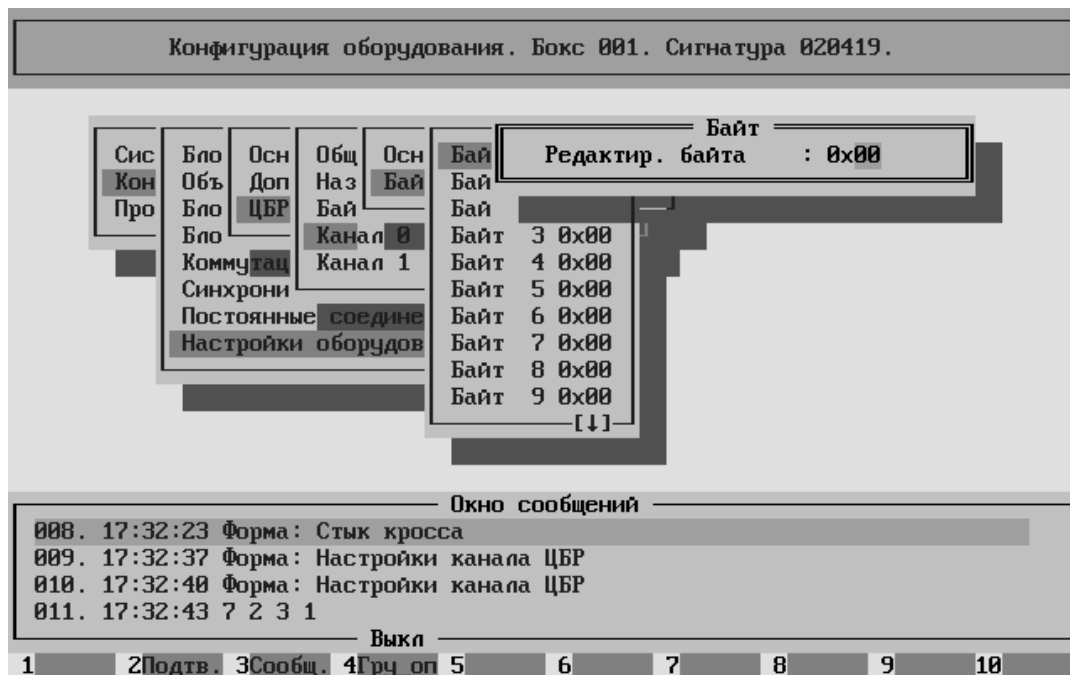 Конфигурация оборудования. Бокс 001. Сигнатура 020419.
Байт
Редактир. байта : 0x00
Сис Бло Осн Общ Осн Бай
Кон Объ Доп Наз Бай Бай
Про Бло ЦБР Бай Бай
Бло Канал 0 Байт 3 0x00
Коммутац Канал 1 Байт 4 0x00
Синхрони Байт 5 0x00
Постоянные соедине Байт 6 0x00
Настройки оборудов Байт 7 0x00
Байт 8 0x00
Байт 9 0x00
[↓]
Окно сообщений
008. 17:32:23 Форма: Стык кросса
009. 17:32:37 Форма: Настройки канала ЦБР
010. 17:32:40 Форма: Настройки канала ЦБР
011. 17:32:43 7 2 3 1
Выкл
1 2Подтв. 3Сообщ. 4Гру оп 5 6 7 8 9 10